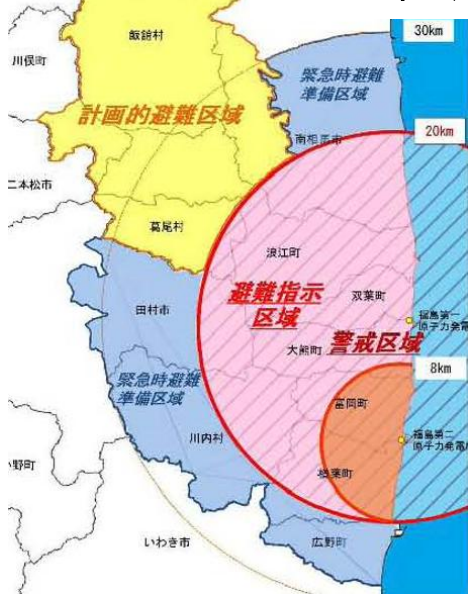 30km
飯舘村
川俣町
緊急時避難
準備区域
計画的避難区域
20km
南相馬市
二本松市
葛尾村
浪江町
避難指示
区域
双葉町
田村市
福島第一
原子力発電
大熊町
警戒区域
8km
緊急時避難
準備区域
富岡町
川内村
福島第二
原子力発電
野町
楢葉町
いわき市
広野町